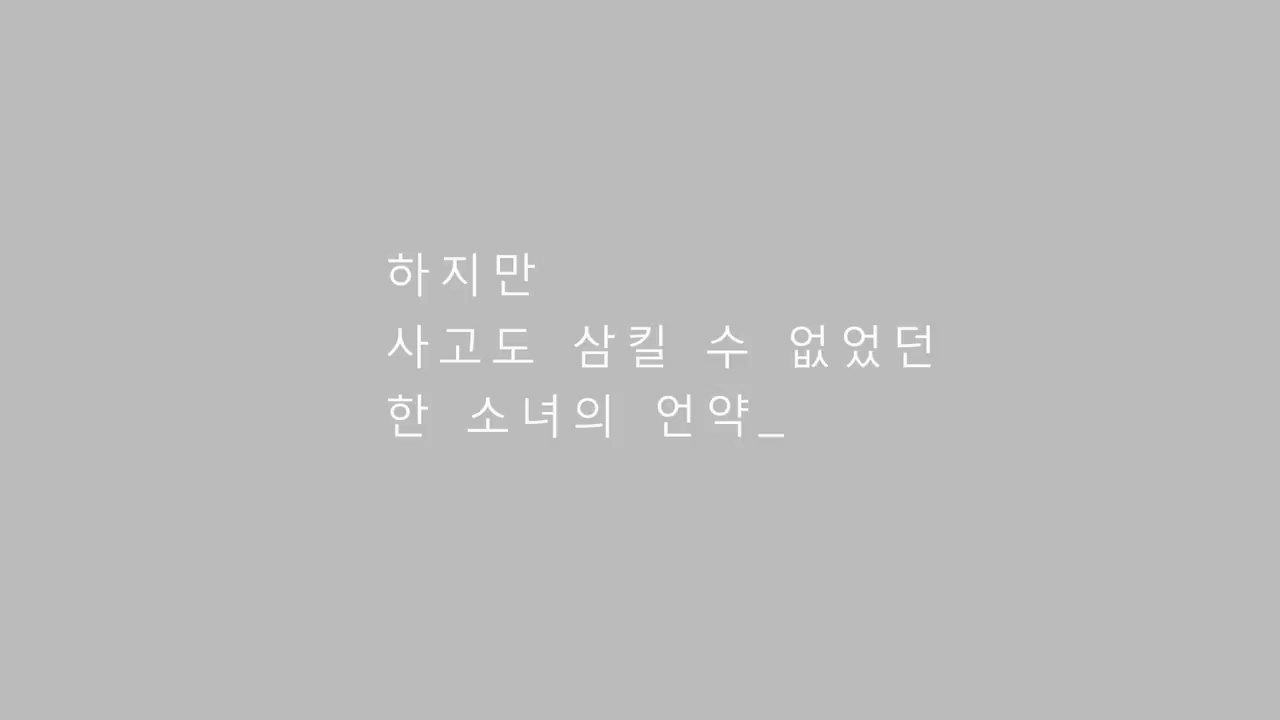 하지만
사고도 삼킬 수 없었던
한 소녀의 언약_